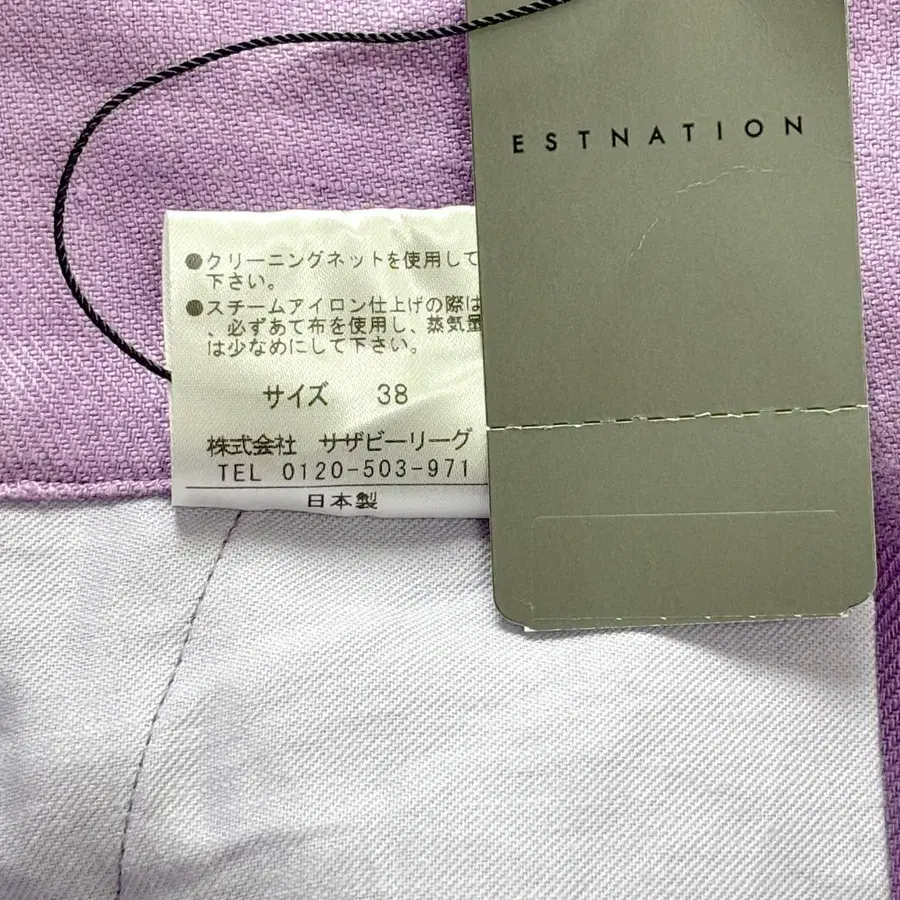 ESTNATION
●クリーニングネットを使用して
下さい。
●スチームアイロン仕上げの際は
、必ずあて布を使用し、蒸気量
は少なめにして下さい。
サイズ 38
株式会社 サザビーリーグ
TEL 0120-503-971
日本製